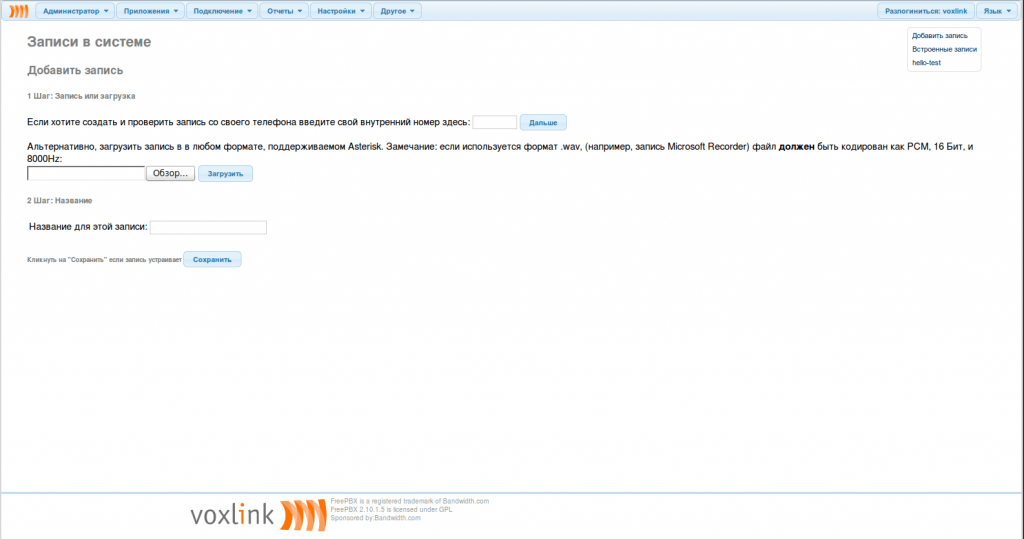 Администратор Приложения Подключение Отчеты Настройки Другое Разлогиниться: voxlink Язык
Записи в системе
Добавить запись
Встроенные записи
hello-test
Добавить запись
1 Шаг: Запись или загрузка
Если хотите создать и проверить запись со своего телефона введите свой внутренний номер здесь: Дальше
Альтернативно, загрузить запись в в любом формате, поддерживаемом Asterisk. Замечание: если используется формат .wav, (например, запись Microsoft Recorder) файл должен быть кодирован как PCM, 16 Бит, и
8000Hz:
Обзор... Загрузить
2 Шаг: Название
Название для этой записи:
Кликнуть на "Сохранить" если запись устраивает Сохранить
voxlink
FreePBX is a registered trademark of Bandwidth.com
FreePBX 2.10.1.5 is licensed under GPL
Sponsored by:Bandwidth.com